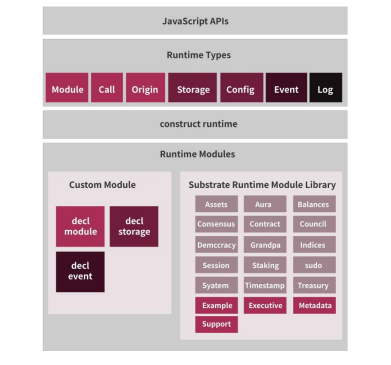 JavaScript APIs
Runtime Types
Module Call Origin Storage Config Event Log
construct runtime
Runtime Modules
Custom Module
decl
module
decl
storage
decl
event
Substrate Runtime Module Library
Assets Aura Balances
Consensus Contract Council
Demccracy Grandpa Indices
Session Staking sudo
Syatem Timestamp Treasury
Example Executive Metadata
Support